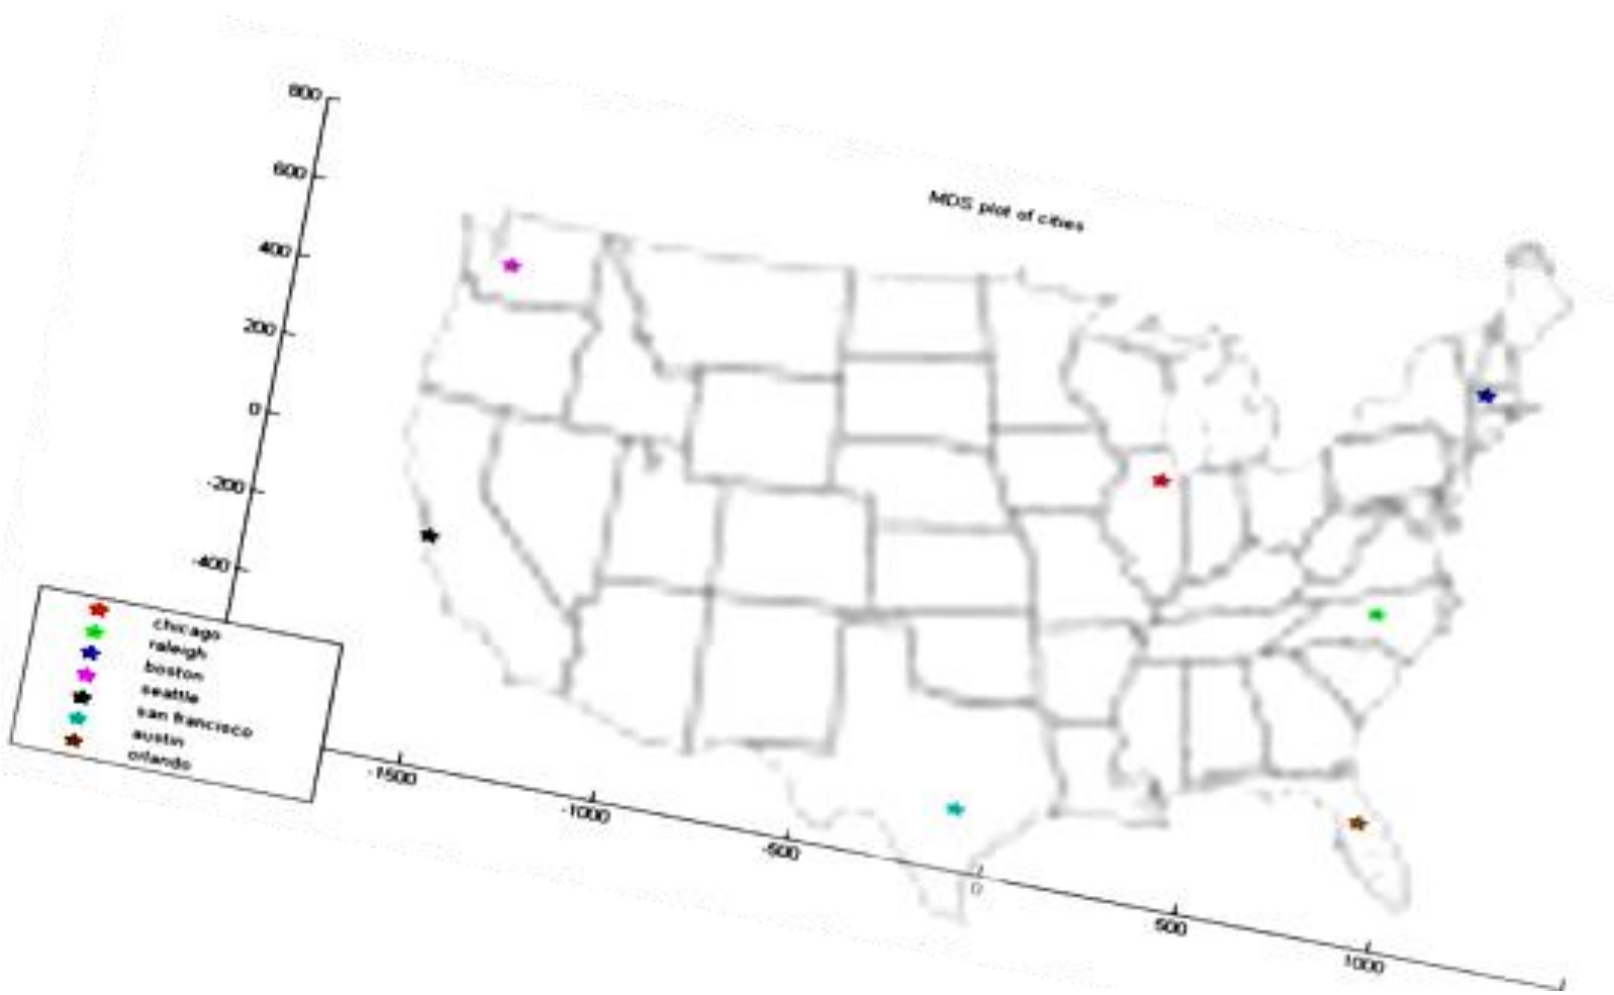 MDS plot of cities
800
600
400
200
0
-200
-400
chicago
raleigh
boston
seattle
san francisco
austin
orlando
-1500
-1000
-500
0
500
1000